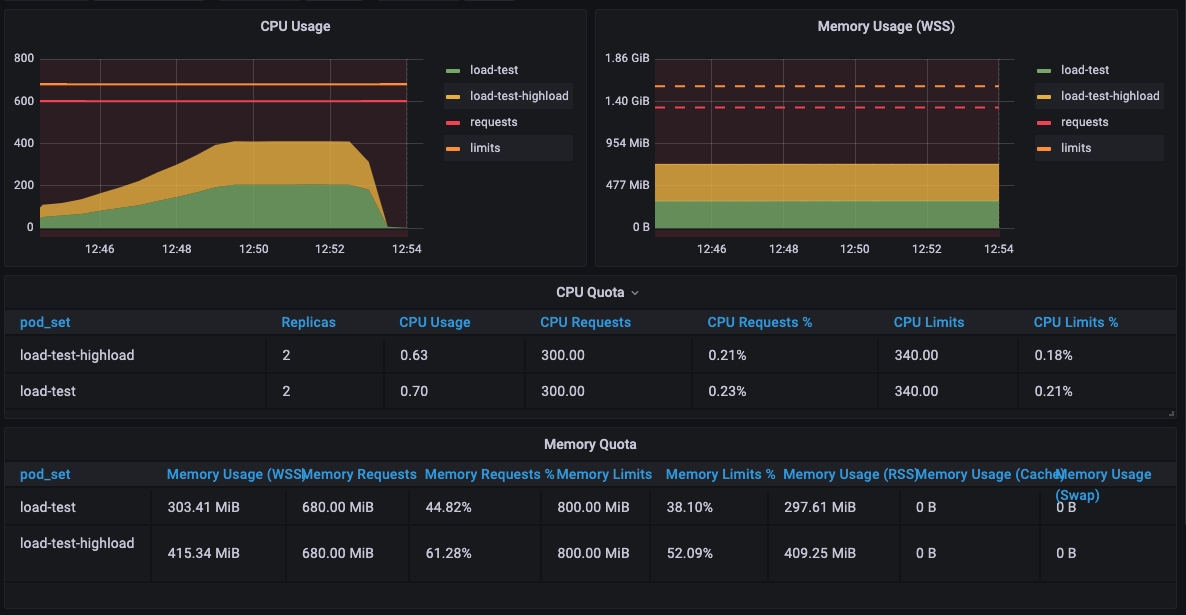 CPU Usage
800
600
400
200
0
12:46 12:48 12:50 12:52 12:54
load-test
load-test-highload
requests
limits
Memory Usage (WSS)
1.86 GiB
1.40 GiB
954 MiB
477 MiB
0 B
12:46 12:48 12:50 12:52 12:54
load-test
load-test-highload
requests
limits
CPU Quota
pod_set Replicas CPU Usage CPU Requests CPU Requests % CPU Limits CPU Limits %
load-test-highload 2 0.63 300.00 0.21% 340.00 0.18%
load-test 2 0.70 300.00 0.23% 340.00 0.21%
Memory Quota
pod_set Memory Usage (WSS) Memory Requests Memory Requests % Memory Limits Memory Limits % Memory Usage (RSS) Memory Usage (Cache) Memory Usage
(Swap)
load-test 303.41 MiB 680.00 MiB 44.82% 800.00 MiB 38.10% 297.61 MiB 0 B 0 B
load-test-highload 415.34 MiB 680.00 MiB 61.28% 800.00 MiB 52.09% 409.25 MiB 0 B 0 B